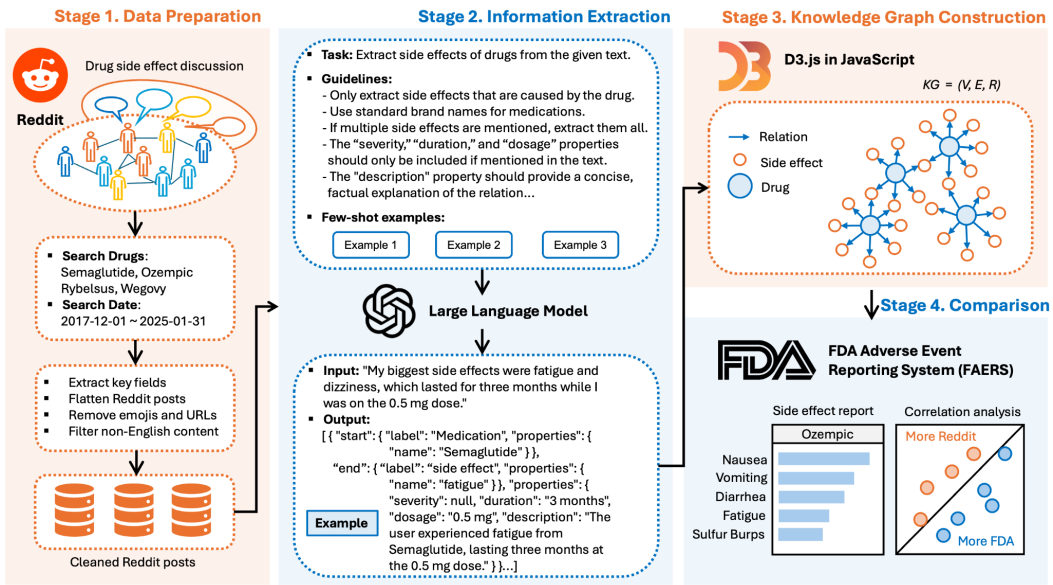 Stage 1. Data Preparation
Reddit
Drug side effect discussion
▪ Search Drugs:
Semaglutide, Ozempic
Rybelsus, Wegovy
▪ Search Date:
2017-12-01 ~ 2025-01-31
▪ Extract key fields
▪ Flatten Reddit posts
▪ Remove emojis and URLs
▪ Filter non-English content
Cleaned Reddit posts
Stage 2. Information Extraction
▪ Task: Extract side effects of drugs from the given text.
▪ Guidelines:
- Only extract side effects that are caused by the drug.
- Use standard brand names for medications.
- If multiple side effects are mentioned, extract them all.
- The “severity,” “duration,” and “dosage” properties
should only be included if mentioned in the text.
- The "description" property should provide a concise,
factual explanation of the relation...
▪ Few-shot examples:
Example 1
Example 2
Example 3
Large Language Model
▪ Input: "My biggest side effects were fatigue and
dizziness, which lasted for three months while I
was on the 0.5 mg dose."
▪ Output:
[ { "start": { "label": "Medication", "properties": {
"name": "Semaglutide" } },
“end”: { “label”: “side effect", "properties": {
"name": "fatigue" } }, "properties": {
"severity": null, "duration": "3 months",
"dosage": "0.5 mg", "description": "The
user experienced fatigue from
Semaglutide, lasting three months at
the 0.5 mg dose." } }...]
Example
Stage 3. Knowledge Graph Construction
D3
D3.js in JavaScript
KG = (V, E, R)
Relation
Side effect
Drug
Stage 4. Comparison
FDA
FDA Adverse Event
Reporting System (FAERS)
Side effect report
Ozempic
Nausea
Vomiting
Diarrhea
Fatigue
Sulfur Burps
Correlation analysis
More Reddit
More FDA